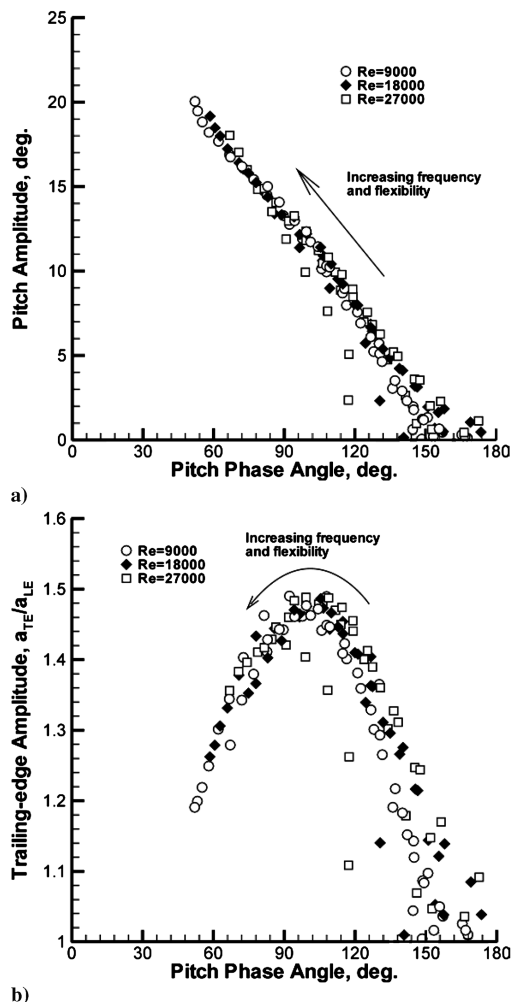 20
15
10
5
0
Pitch Amplitude, deg.
Re=9000
Re=18000
Re=27000
Increasing frequency
and flexibility
0 30 60 90 120 150 180
Pitch Phase Angle, deg.
a)
1.6
1.5
1.4
1.3
1.2
1.1
1
Trailing-edge Amplitude, aTE/aLE
Re=9000
Re=18000
Re=27000
Increasing frequency
and flexibility
0 30 60 90 120 150 180
Pitch Phase Angle, deg.
b)